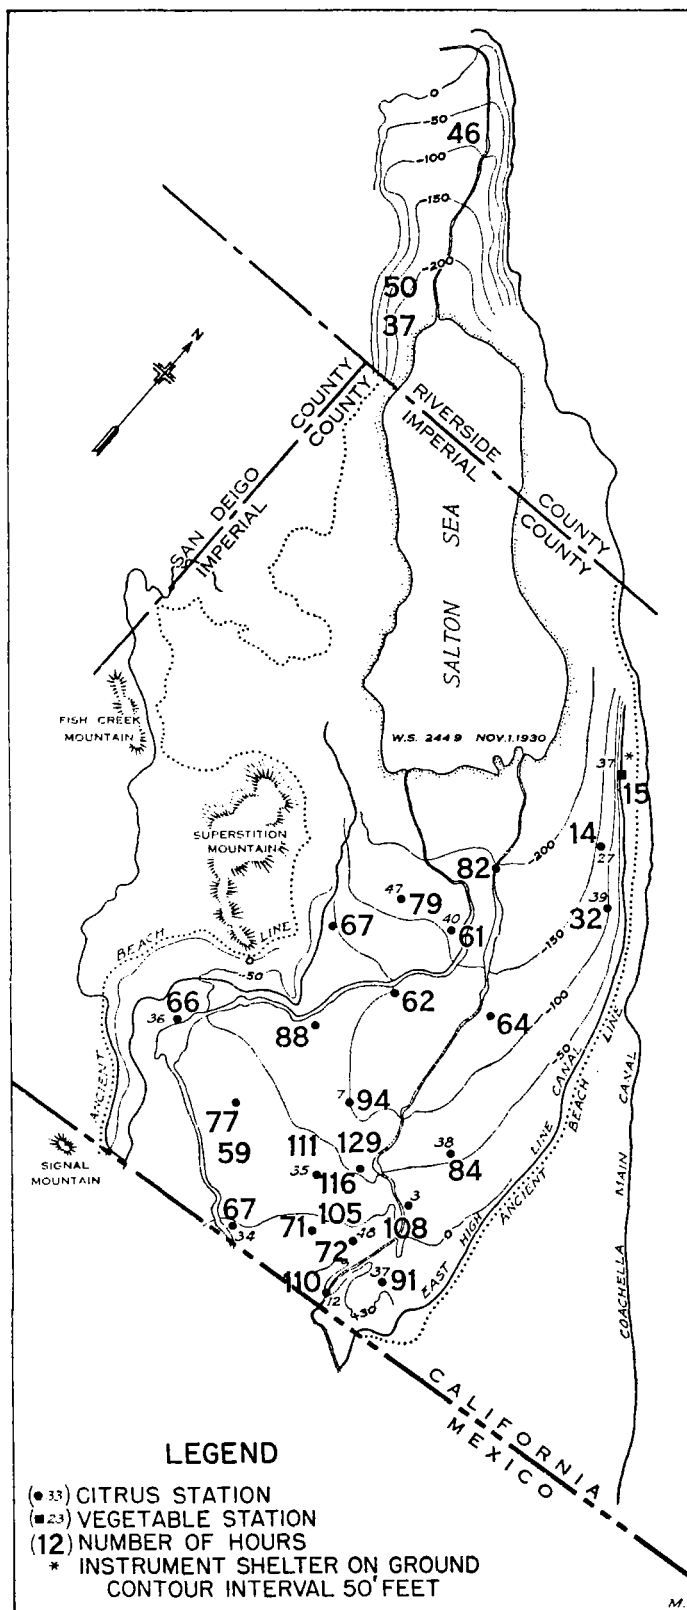 0
-50
46
-100
-150
-200
50
37
N
COUNTY
COUNTY
RIVERSIDE
IMPERIAL
SAN DEIGO
IMPERIAL
COUNTY
COUNTY
SALTON SEA
FISH CREEK
MOUNTAIN
W.S. 244.9 NOV.1.1930
37
*
15
SUPERSTITION
MOUNTAIN
14
27
82
-200
47
79
39
32
67
40
61
BEACH LINE
0
-50
-150
62
-100
66
36
88
64
-50
ANCIENT
7
94
77
59
111
129
38
84
35
116
SIGNAL
MOUNTAIN
105
3
108
67
34
71
72
48
0
110
12
37
91
+30
EAST HIGH LINE CANAL
ANCIENT BEACH LINE
COACHELLA MAIN CANAL
CALIFORNIA
MEXICO
LEGEND
(● 33) CITRUS STATION
(■ 23) VEGETABLE STATION
(12) NUMBER OF HOURS
* INSTRUMENT SHELTER ON GROUND
CONTOUR INTERVAL 50 FEET
M.